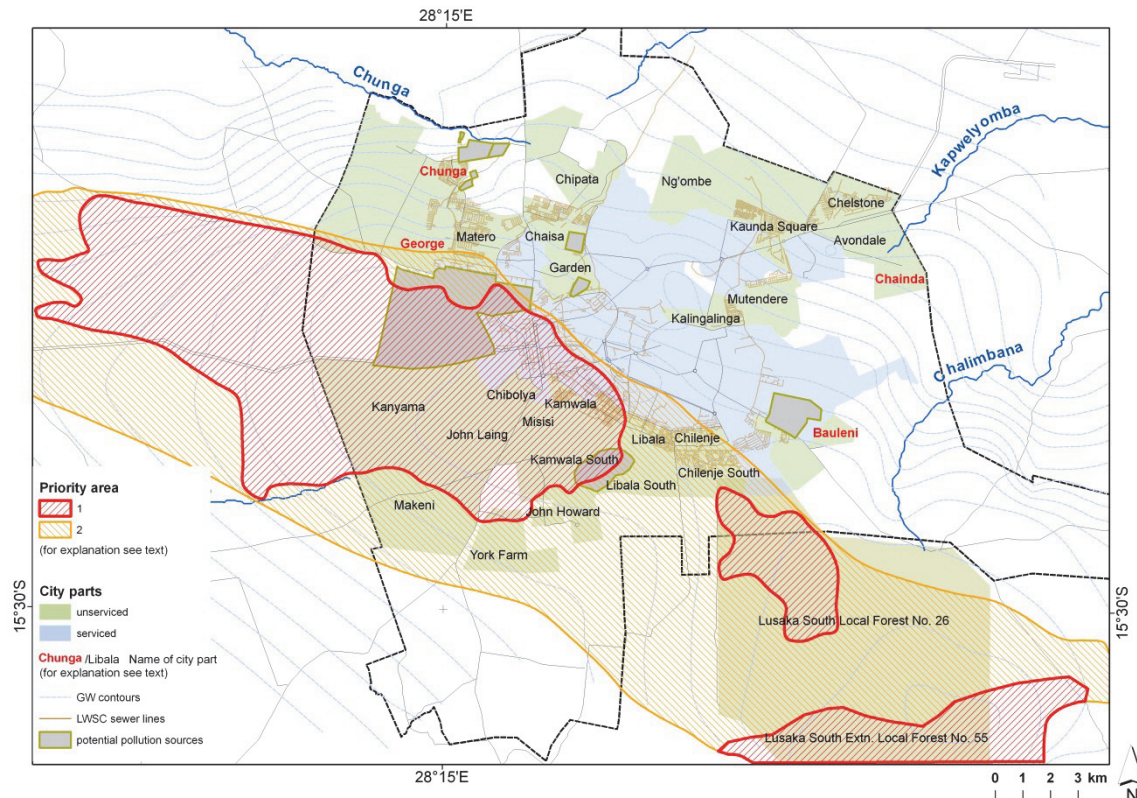 28°15'E
Chunga
Kapwelyomba
Chunga
Chipata
Ng'ombe
Chelstone
George
Matero
Chaisa
Kaunda Square
Avondale
Garden
Chainda
Mutendere
Kalingalinga
Chalimbana
Kanyama
Chibolya
Kamwala
Misisi
John Laing
Libala
Chilenje
Bauleni
Kamwala South
Chilenje South
Libala South
Makeni
John Howard
York Farm
Priority area
1
2
(for explanation see text)
City parts
unserviced
serviced
Chunga /Libala Name of city part
(for explanation see text)
GW contours
LWSC sewer lines
potential pollution sources
15°30'S
15°30'S
Lusaka South Local Forest No. 26
Lusaka South Extn. Local Forest No. 55
28°15'E
0 1 2 3 km
N